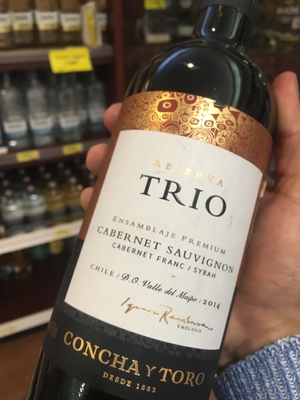 RESERVA
TRIO
ENSAMBLAJE PREMIUM
CABERNET SAUVIGNON
CABERNET FRANC / SYRAH
CHILE / D.O. Valle del Maipo / 2014
ENÓLOGO
CONCHA Y TORO
DESDE 1883